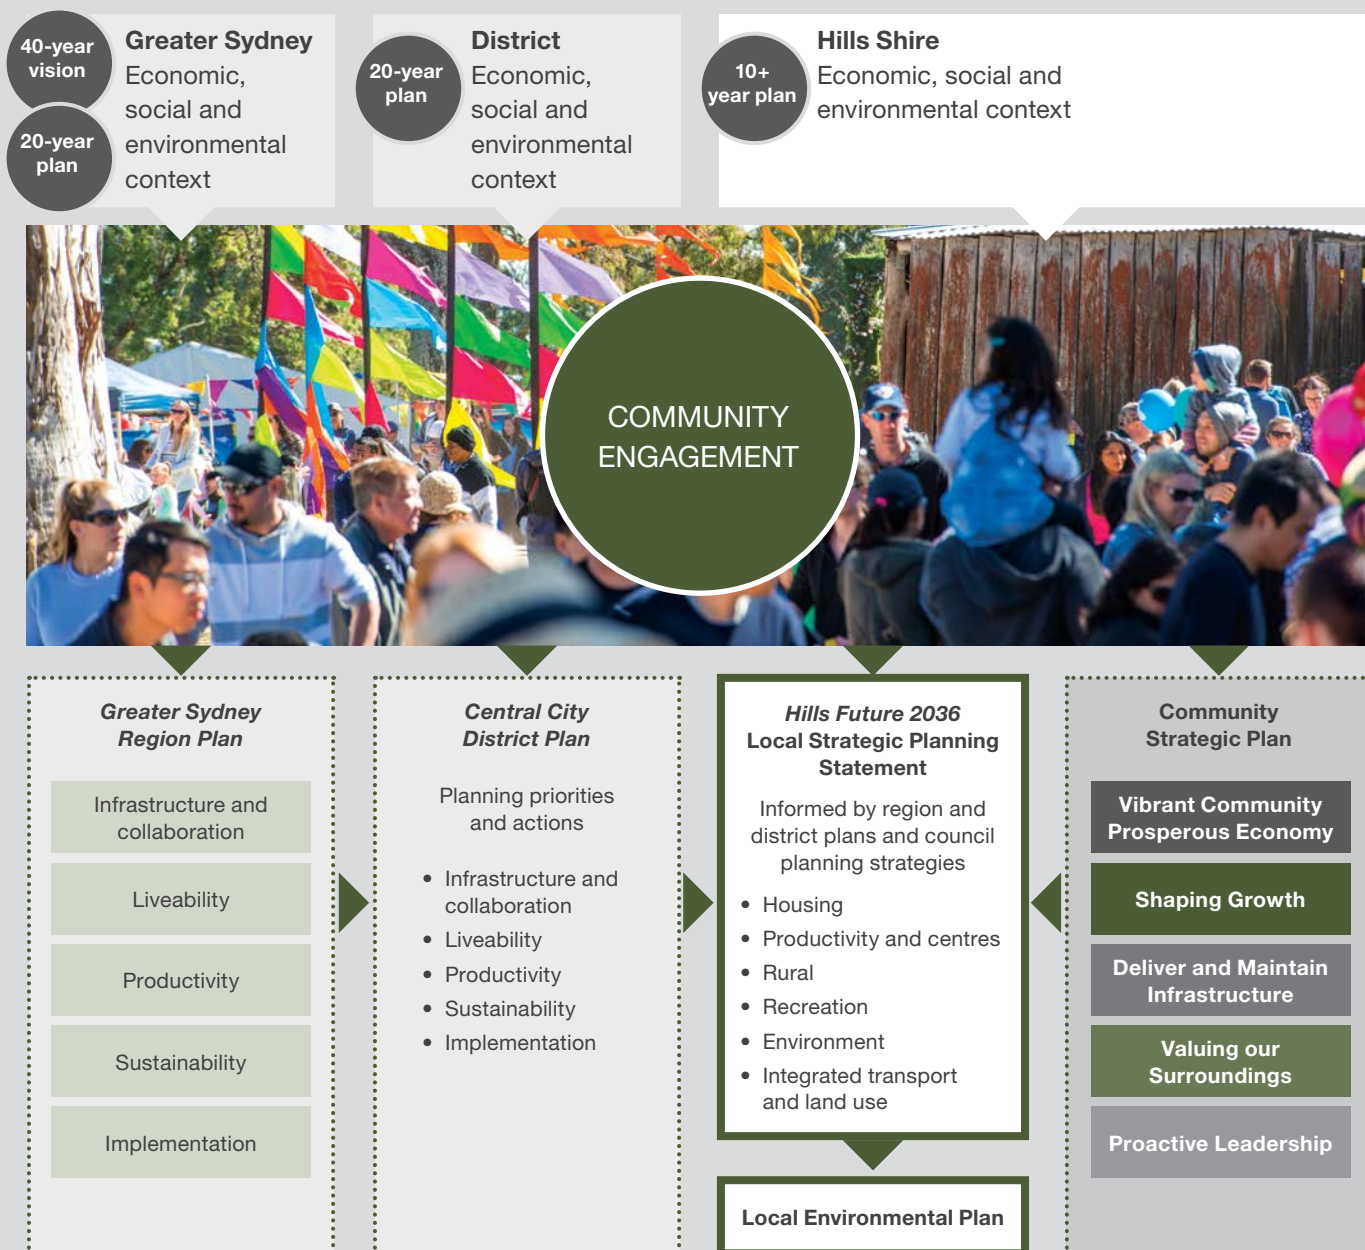 40-year
vision
20-year
plan
Greater Sydney
Economic,
social and
environmental
context
20-year
plan
District
Economic,
social and
environmental
context
10+
year plan
Hills Shire
Economic, social and
environmental context
COMMUNITY
ENGAGEMENT
Greater Sydney
Region Plan
Infrastructure and
collaboration
Liveability
Productivity
Sustainability
Implementation
Central City
District Plan
Planning priorities
and actions
• Infrastructure and
collaboration
• Liveability
• Productivity
• Sustainability
• Implementation
Hills Future 2036
Local Strategic Planning
Statement
Informed by region and
district plans and council
planning strategies
• Housing
• Productivity and centres
• Rural
• Recreation
• Environment
• Integrated transport
and land use
Local Environmental Plan
Community
Strategic Plan
Vibrant Community
Prosperous Economy
Shaping Growth
Deliver and Maintain
Infrastructure
Valuing our
Surroundings
Proactive Leadership